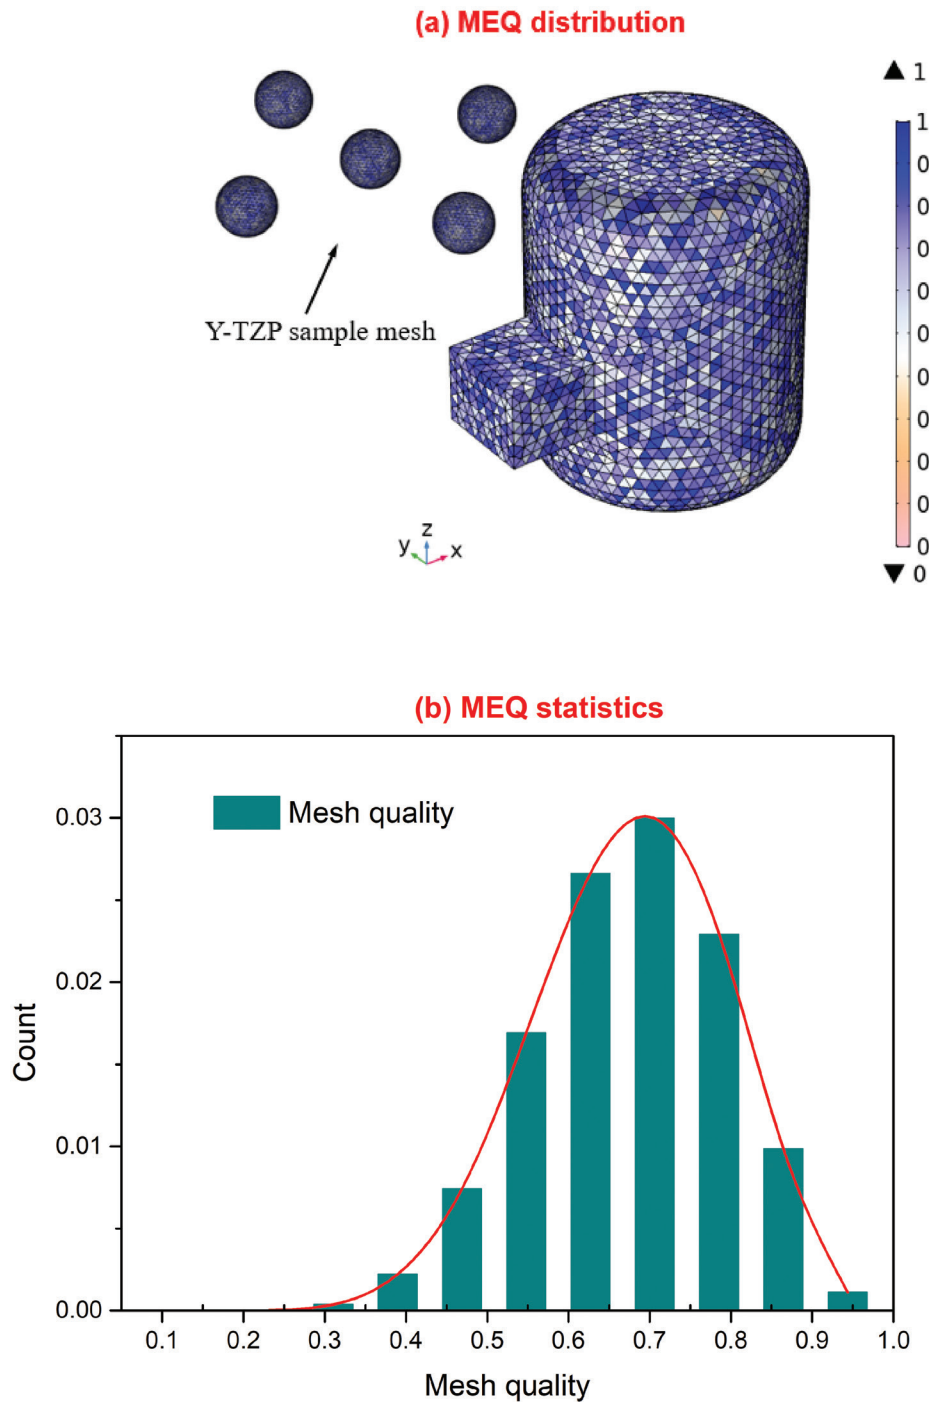 (a) MEQ distribution
▲ 1
1
0
0
0
0
0
0
0
0
0
0
▼ 0
Y-TZP sample mesh
z
y
x
(b) MEQ statistics
Mesh quality
0.03
0.02
0.01
0.00
Count
0.1 0.2 0.3 0.4 0.5 0.6 0.7 0.8 0.9 1.0
Mesh quality